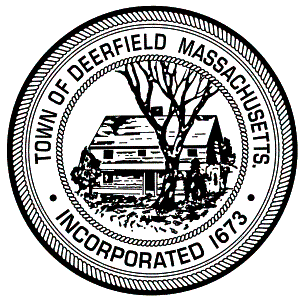 TOWN OF DEERFIELD MASSACHUSETTS.
• INCORPORATED 1673 •